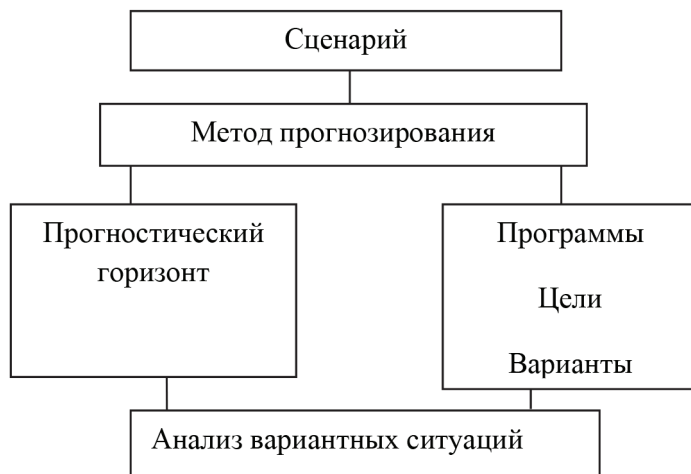 Сценарий
Метод прогнозирования
Прогностический
горизонт
Программы
Цели
Варианты
Анализ вариантных ситуаций